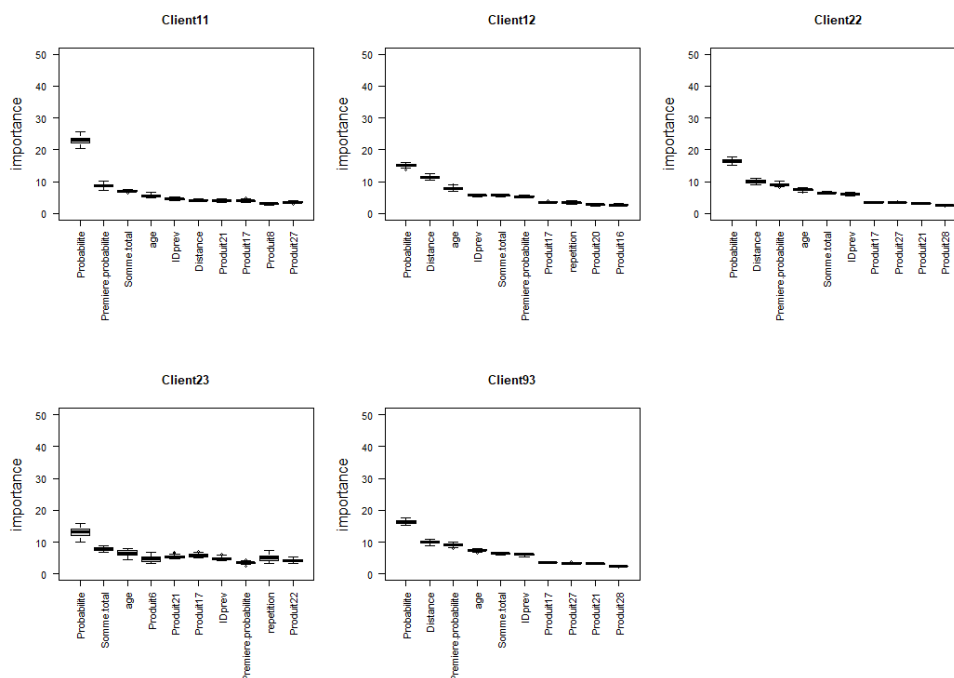 Client11
importance
50
40
30
20
10
0
Probabilite
Premiere.probabilite
Somme.total
age
IDprev
Distance
Produit21
Produit17
Produit8
Produit27
Client12
importance
50
40
30
20
10
0
Probabilite
Distance
age
IDprev
Somme.total
Premiere.probabilite
Produit17
repetition
Produit20
Produit16
Client22
importance
50
40
30
20
10
0
Probabilite
Distance
Premiere.probabilite
age
Somme.total
IDprev
Produit17
Produit27
Produit21
Produit28
Client23
importance
50
40
30
20
10
0
Probabilite
Somme.total
age
Produit6
Produit21
Produit17
IDprev
Premiere.probabilite
repetition
Produit22
Client93
importance
50
40
30
20
10
0
Probabilite
Distance
Premiere.probabilite
age
Somme.total
IDprev
Produit17
Produit27
Produit21
Produit28